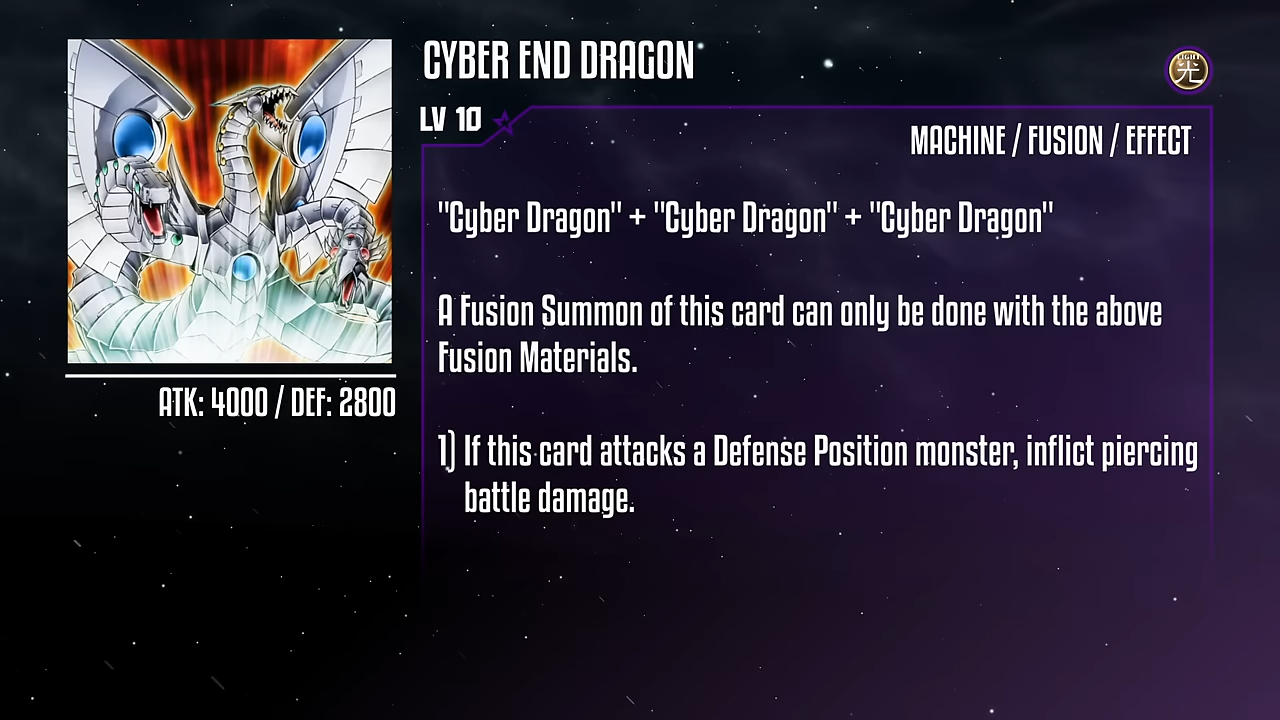 CYBER END DRAGON
LIGHT
光
LV 10
MACHINE / FUSION / EFFECT
"Cyber Dragon" + "Cyber Dragon" + "Cyber Dragon"
A Fusion Summon of this card can only be done with the above
Fusion Materials.
1) If this card attacks a Defense Position monster, inflict piercing
battle damage.
ATK: 4000 / DEF: 2800